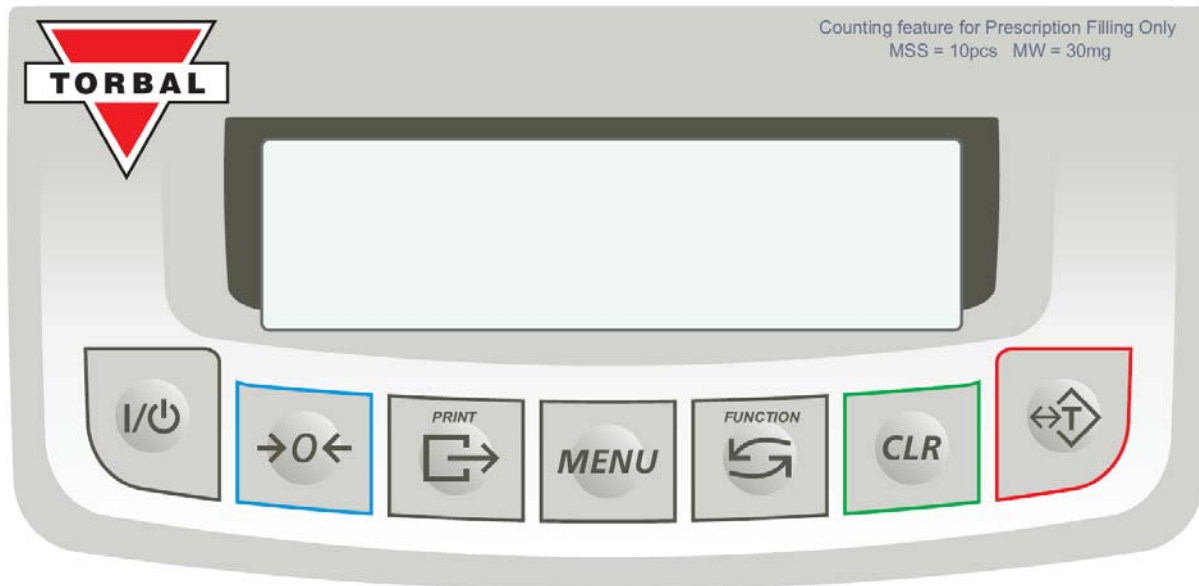 Counting feature for Prescription Filling Only
MSS = 10pcs MW = 30mg
TORBAL
I/⏻
→0←
PRINT
MENU
FUNCTION
CLR
↔T